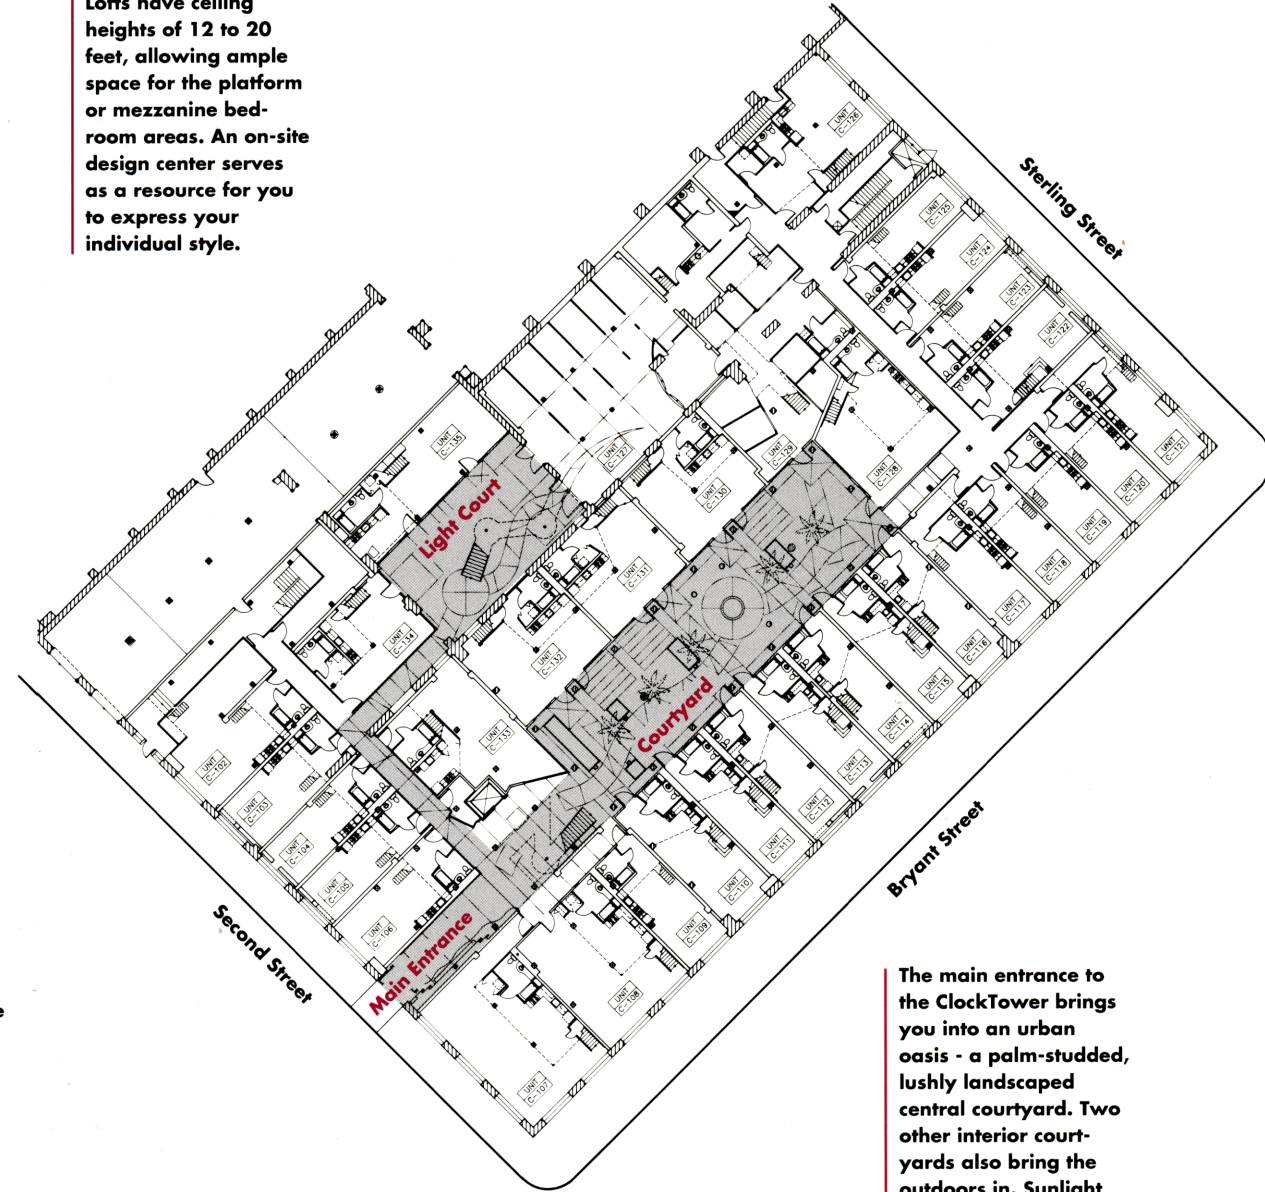 Lofts have ceiling
heights of 12 to 20
feet, allowing ample
space for the platform
or mezzanine bed-
room areas. An on-site
design center serves
as a resource for you
to express your
individual style.
UNIT
C-126
Sterling Street
UNIT
C-125
UNIT
C-124
UNIT
C-123
UNIT
C-122
UNIT
C-121
UNIT
C-120
UNIT
C-119
UNIT
C-118
UNIT
C-117
UNIT
C-116
UNIT
C-115
UNIT
C-114
UNIT
C-113
UNIT
C-112
UNIT
C-111
UNIT
C-110
UNIT
C-109
UNIT
C-108
UNIT
C-107
UNIT
C-135
UNIT
C-127
UNIT
C-129
UNIT
C-128
UNIT
C-130
UNIT
C-131
UNIT
C-132
UNIT
C-134
UNIT
C-133
UNIT
C-102
UNIT
C-103
UNIT
C-104
UNIT
C-105
UNIT
C-106
Light Court
Courtyard
Main Entrance
Second Street
Bryant Street
e
The main entrance to
the ClockTower brings
you into an urban
oasis - a palm-studded,
lushly landscaped
central courtyard. Two
other interior court-
yards also bring the
outdoors in. Sunlight